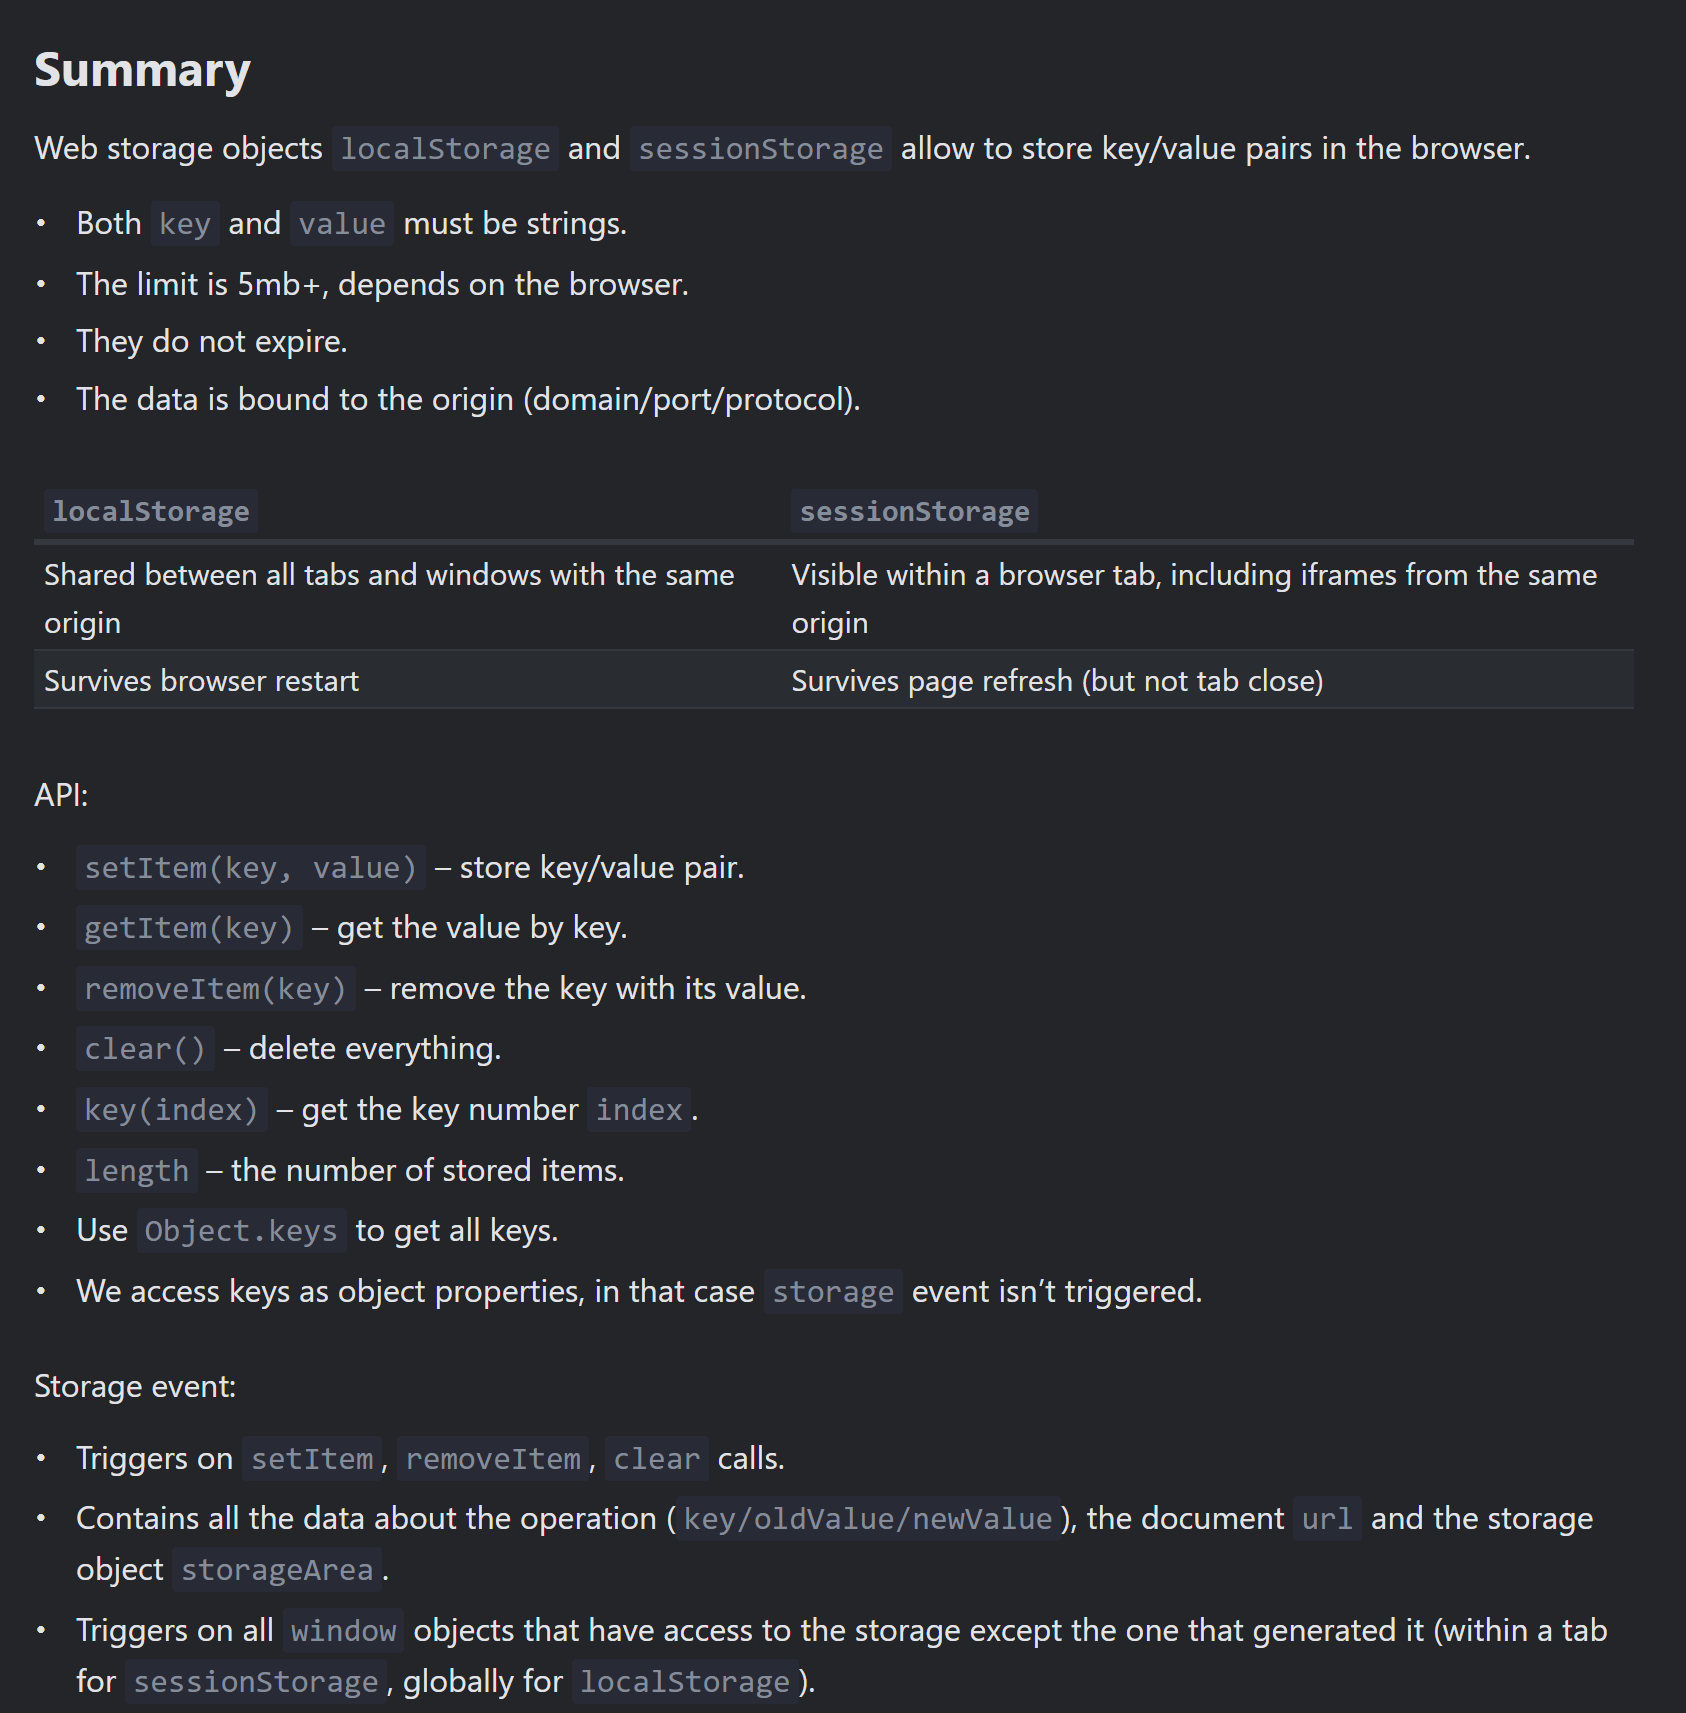 Summary
Web storage objects localStorage and sessionStorage allow to store key/value pairs in the browser.
• Both key and value must be strings.
• The limit is 5mb+, depends on the browser.
• They do not expire.
• The data is bound to the origin (domain/port/protocol).
localStorage sessionStorage
Shared between all tabs and windows with the same Visible within a browser tab, including iframes from the same
origin origin
Survives browser restart Survives page refresh (but not tab close)
API:
• setItem(key, value) – store key/value pair.
• getItem(key) – get the value by key.
• removeItem(key) – remove the key with its value.
• clear() – delete everything.
• key(index) – get the key number index.
• length – the number of stored items.
• Use Object.keys to get all keys.
• We access keys as object properties, in that case storage event isn’t triggered.
Storage event:
• Triggers on setItem, removeItem, clear calls.
• Contains all the data about the operation (key/oldValue/newValue), the document url and the storage
object storageArea.
• Triggers on all window objects that have access to the storage except the one that generated it (within a tab
for sessionStorage, globally for localStorage).